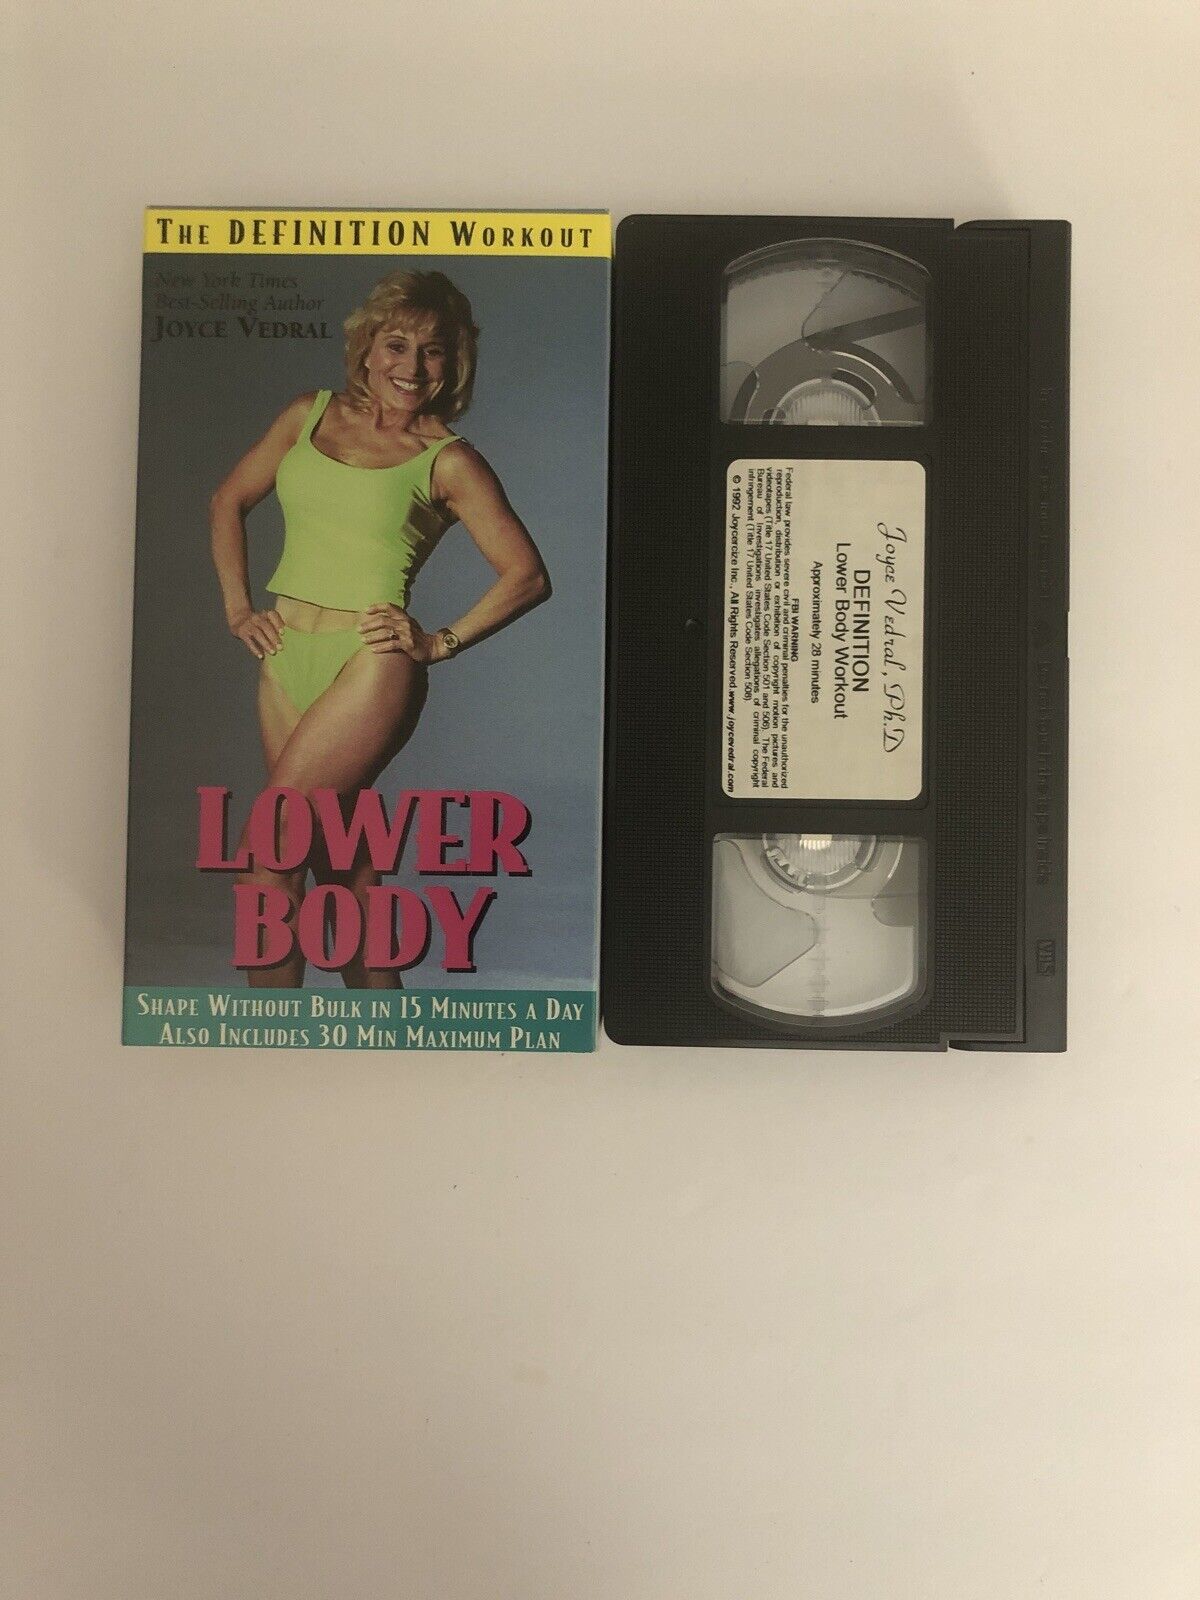 THE DEFINITION WORKOUT
New York Times
Best-Selling Author
JOYCE VEDRAL
LOWER
BODY
SHAPE WITHOUT BULK IN 15 MINUTES A DAY
ALSO INCLUDES 30 MIN MAXIMUM PLAN
Joyce Vedral, Ph.D
DEFINITION
Lower Body Workout
Approximately 28 minutes
FBI WARNING
Federal law provides severe civil and criminal penalties for the unauthorized
reproduction, distribution or exhibition of copyright motion pictures and
videotapes (Title 17 United States Code Section 501 and 506). The Federal
Bureau of Investigations investigates allegations of criminal copyright
infringement (Title 17 United States Code Section 506).
© 1992 Joycercize Inc., All Rights Reserved.www.joycevedral.com
VHS